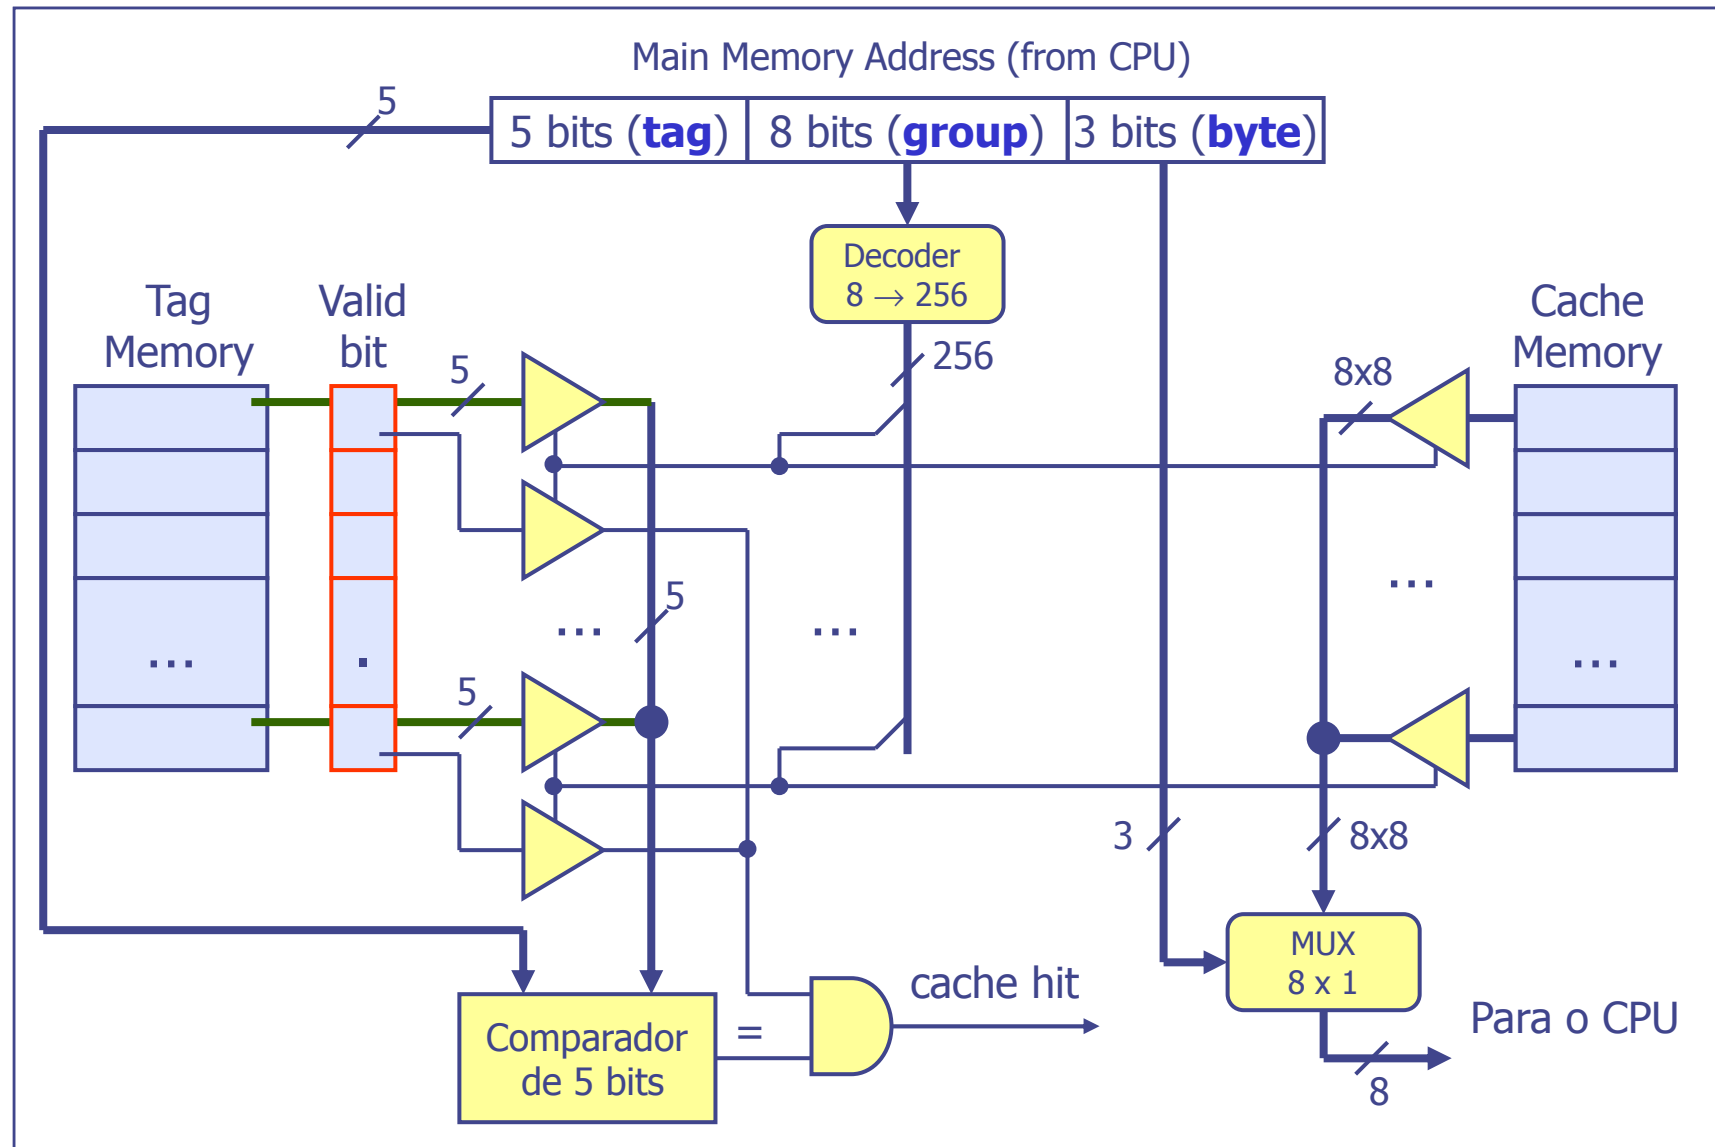 Main Memory Address (from CPU)
5
5 bits (tag)
8 bits (group)
3 bits (byte)
Decoder
8 → 256
Tag
Memory
Valid
bit
Cache
Memory
5
256
8x8
...
5
...
...
...
.
...
5
3
8x8
MUX
8 x 1
cache hit
Para o CPU
Comparador
de 5 bits
=
8